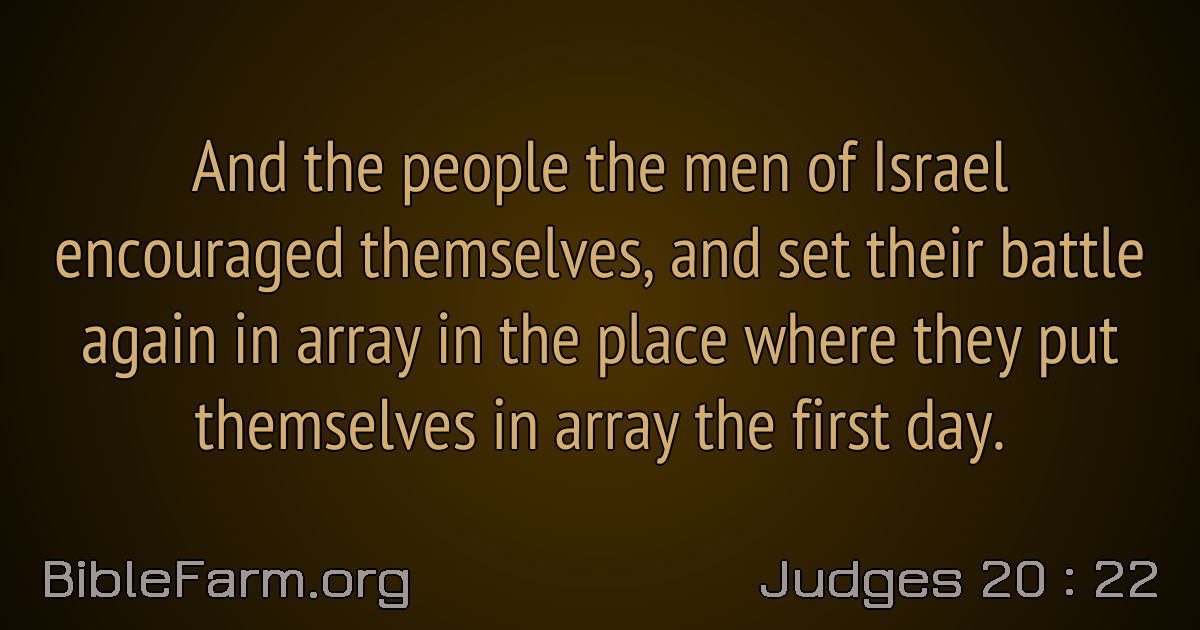 And the people the men of Israel
encouraged themselves, and set their battle
again in array in the place where they put
themselves in array the first day.
BibleFarm.org
Judges 20 : 22